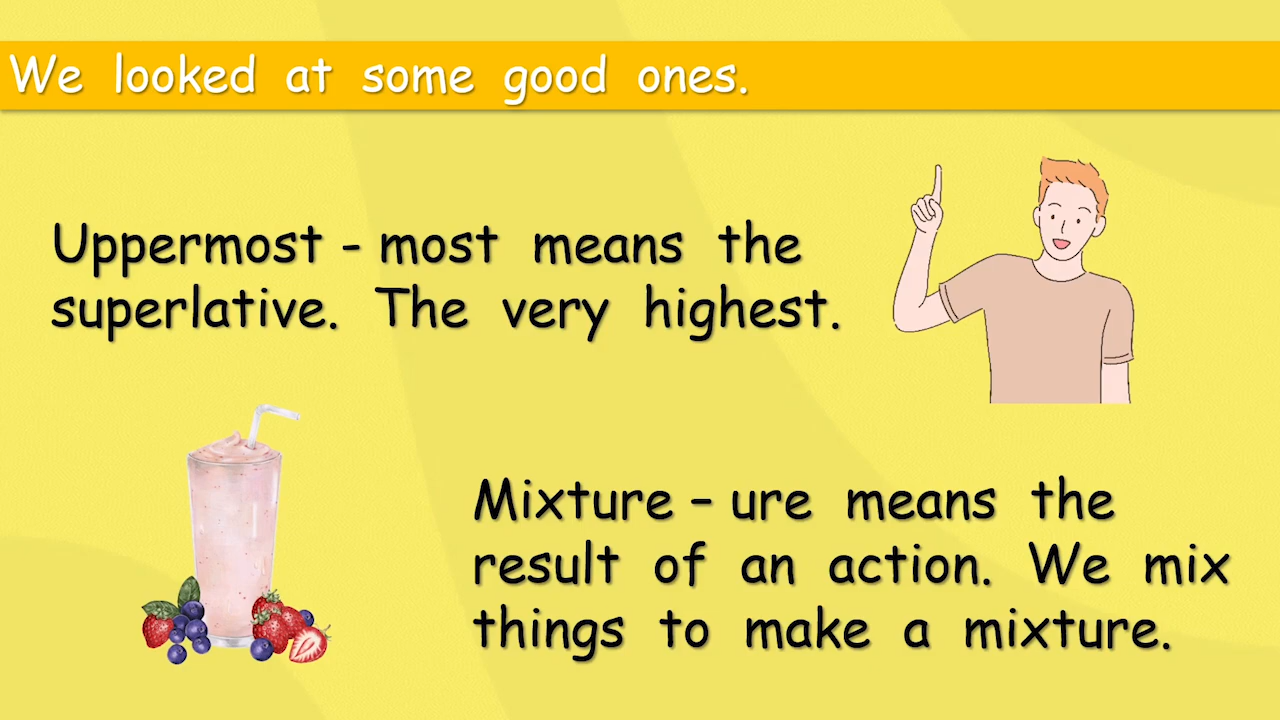 We looked at some good ones.
Uppermost - most means the
superlative. The very highest.
Mixture – ure means the
result of an action. We mix
things to make a mixture.